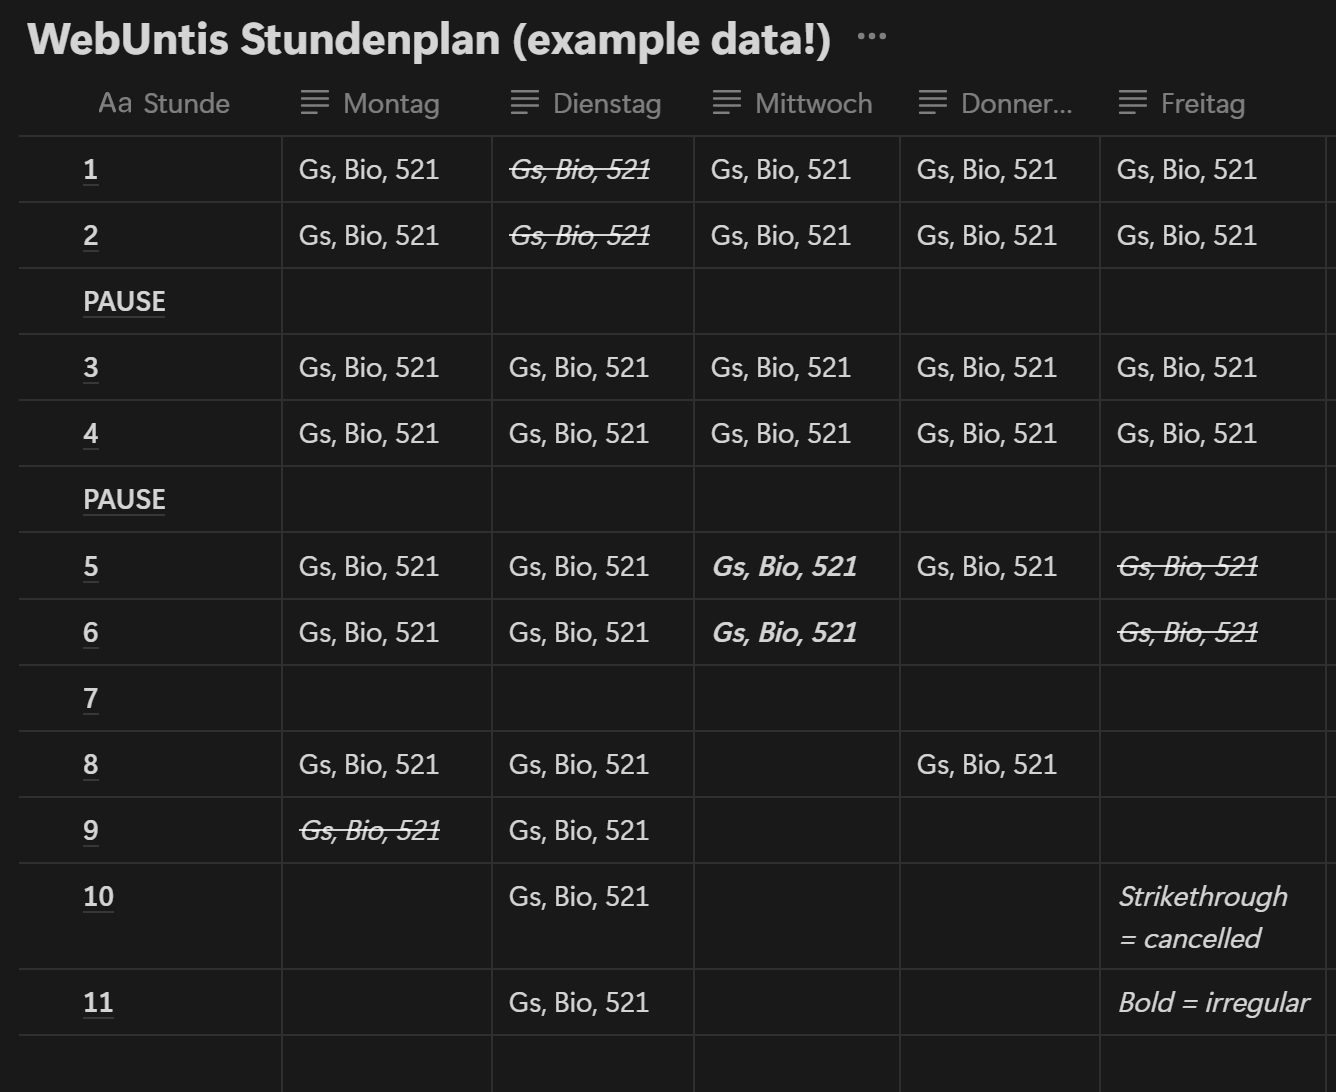 WebUntis Stundenplan (example data!) ...
Aa Stunde Montag Dienstag Mittwoch Donner... Freitag
1 Gs, Bio, 521 Gs, Bio, 521 Gs, Bio, 521 Gs, Bio, 521 Gs, Bio, 521
2 Gs, Bio, 521 Gs, Bio, 521 Gs, Bio, 521 Gs, Bio, 521 Gs, Bio, 521
PAUSE
3 Gs, Bio, 521 Gs, Bio, 521 Gs, Bio, 521 Gs, Bio, 521 Gs, Bio, 521
4 Gs, Bio, 521 Gs, Bio, 521 Gs, Bio, 521 Gs, Bio, 521 Gs, Bio, 521
PAUSE
5 Gs, Bio, 521 Gs, Bio, 521 Gs, Bio, 521 Gs, Bio, 521 Gs, Bio, 521
6 Gs, Bio, 521 Gs, Bio, 521 Gs, Bio, 521 Gs, Bio, 521
7
8 Gs, Bio, 521 Gs, Bio, 521 Gs, Bio, 521
9 Gs, Bio, 521 Gs, Bio, 521
10 Gs, Bio, 521 Strikethrough
= cancelled
11 Gs, Bio, 521 Bold = irregular